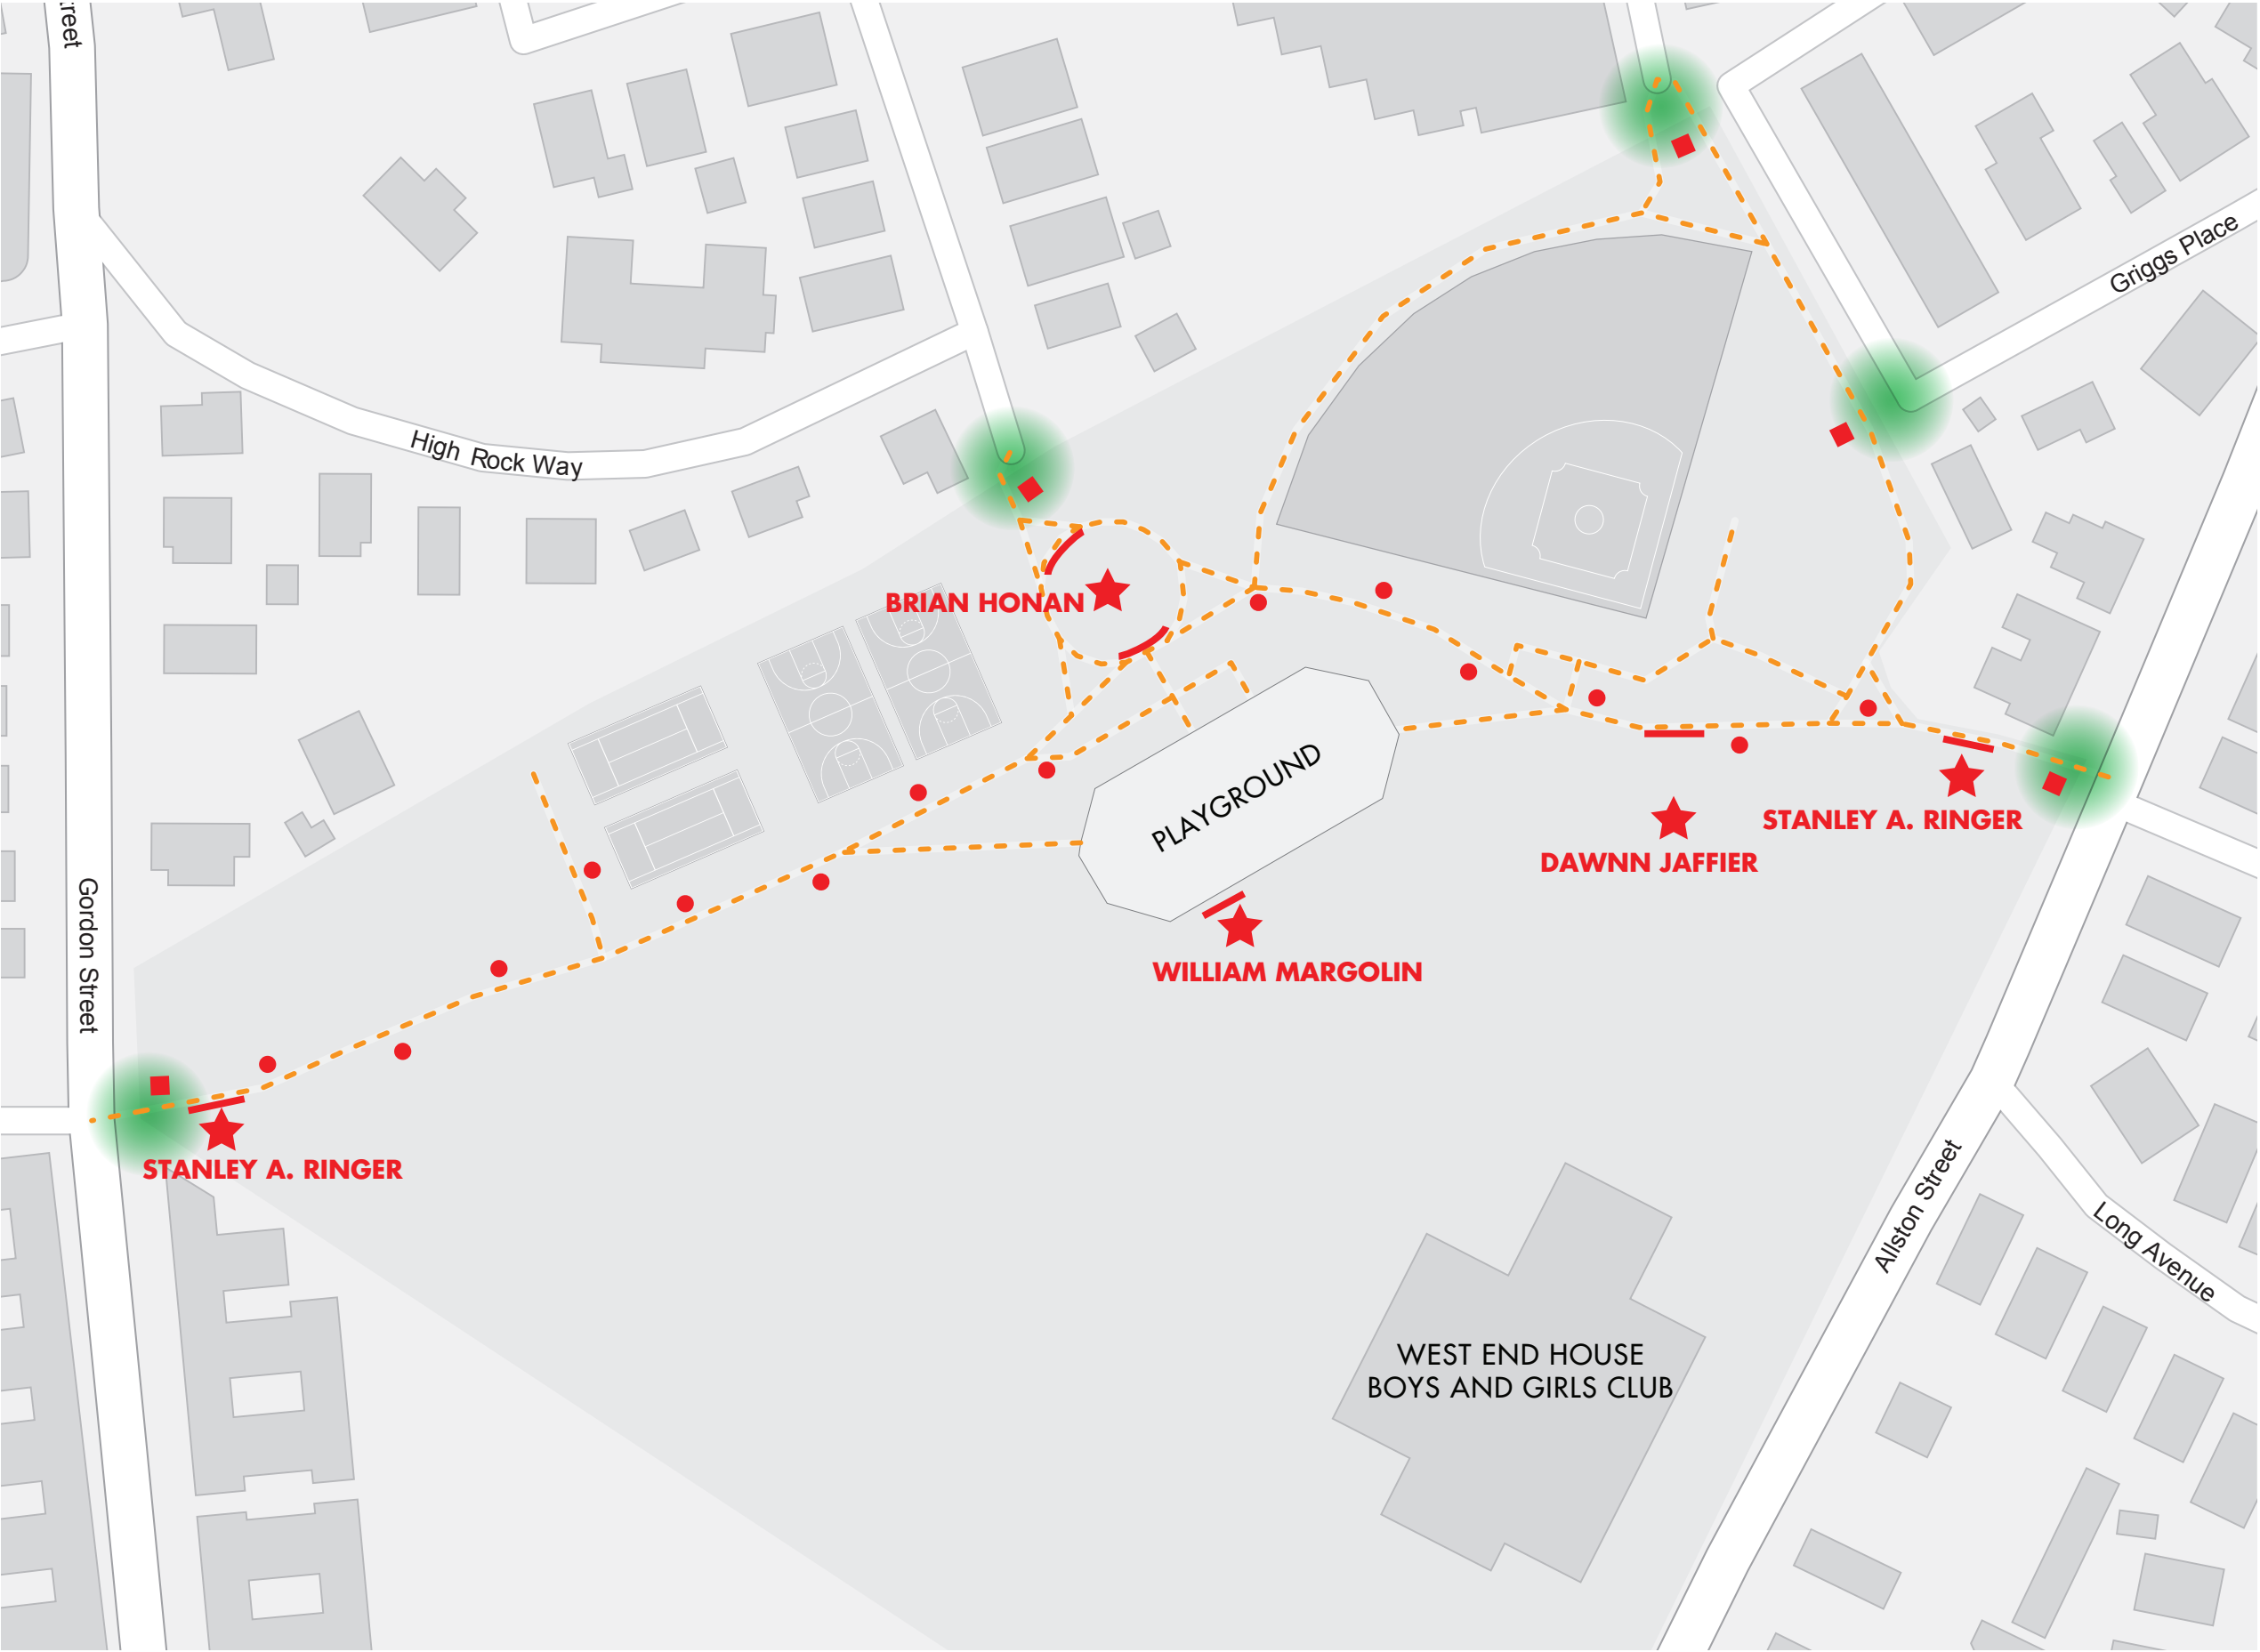 Griggs Place
High Rock Way
BRIAN HONAN
PLAYGROUND
STANLEY A. RINGER
DAWNN JAFFIER
WILLIAM MARGOLIN
Gordon Street
STANLEY A. RINGER
Allston Street
Long Avenue
WEST END HOUSE
BOYS AND GIRLS CLUB